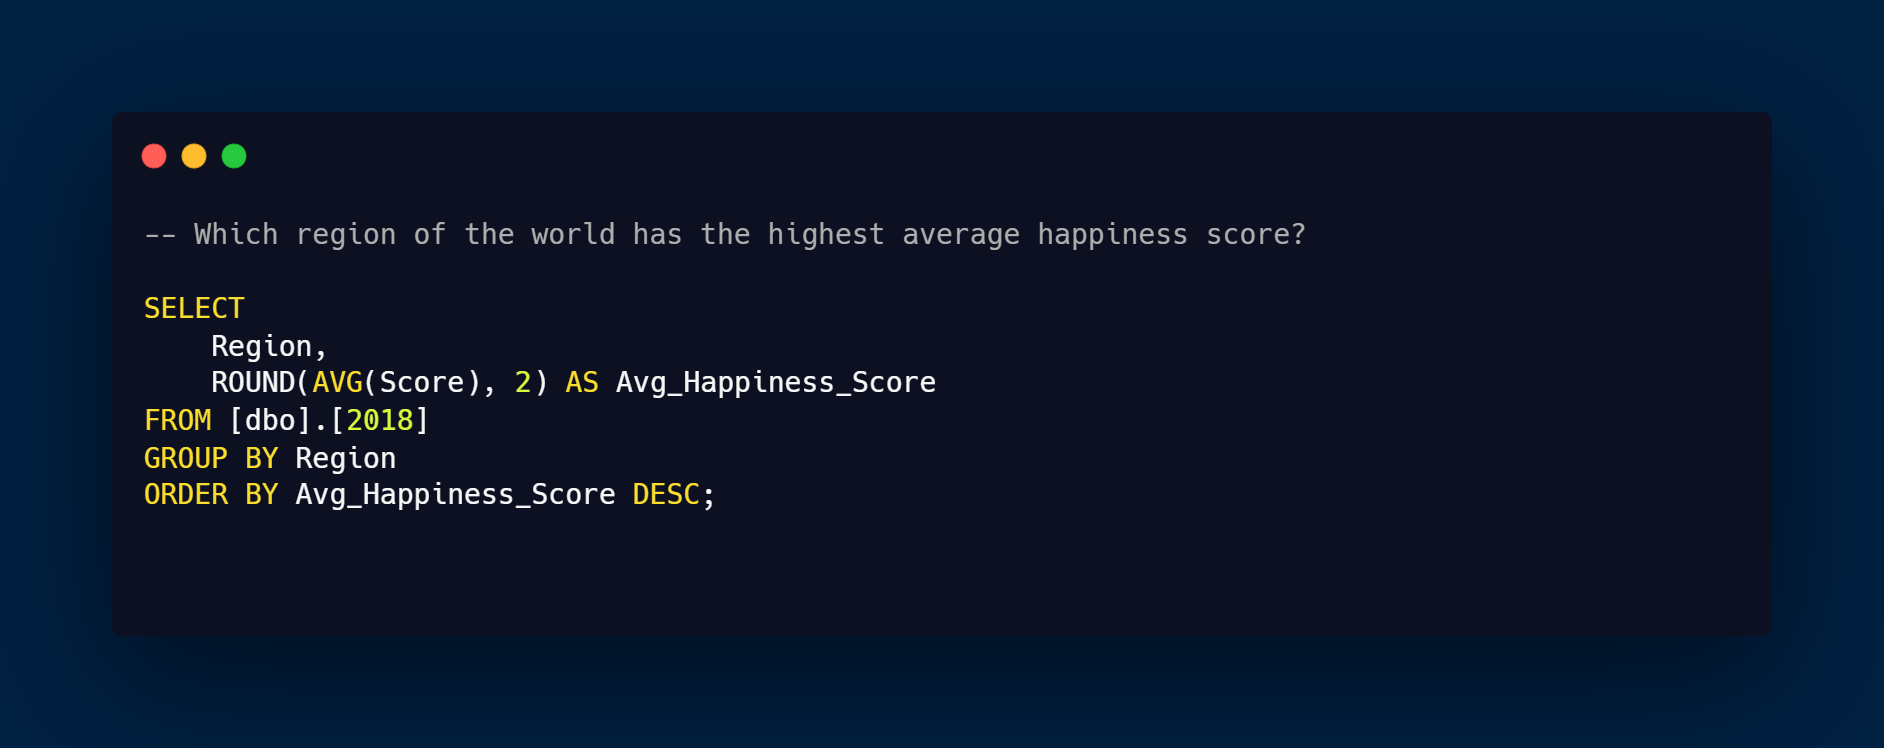 -- Which region of the world has the highest average happiness score?
SELECT
    Region,
    ROUND(AVG(Score), 2) AS Avg_Happiness_Score
FROM [dbo].[2018]
GROUP BY Region
ORDER BY Avg_Happiness_Score DESC;